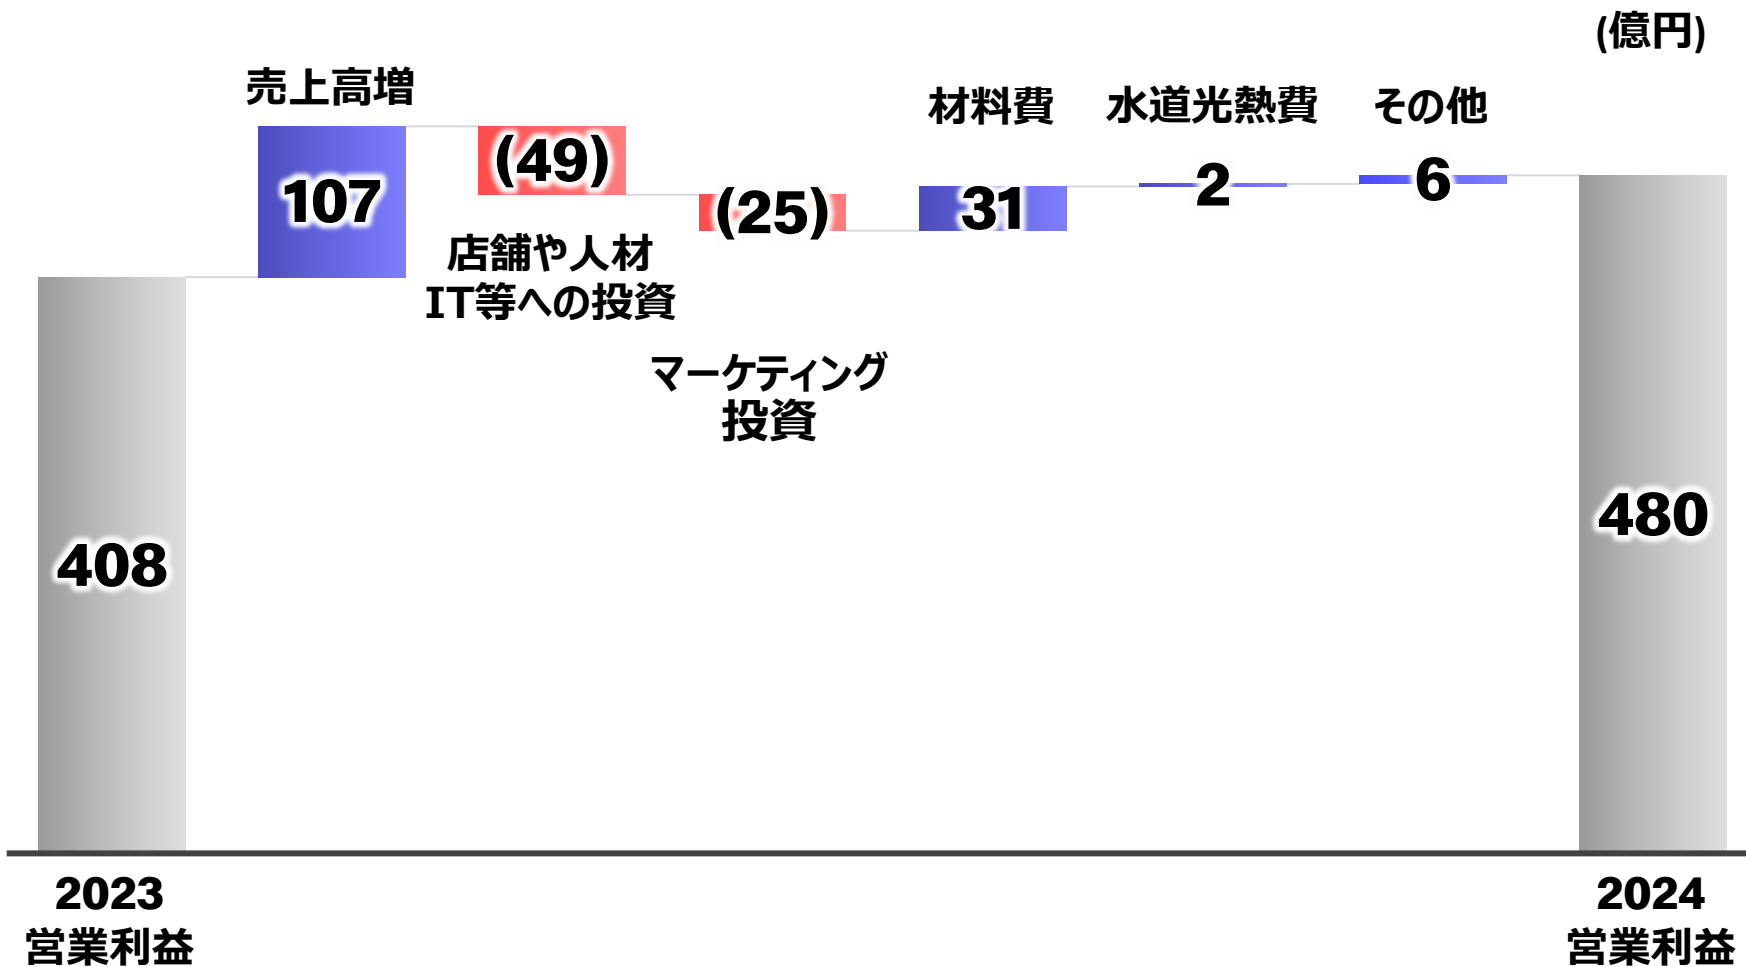 (億円)
売上高増
107
(49)
店舗や人材
IT等への投資
(25)
マーケティング
投資
材料費
31
水道光熱費
2
その他
6
408
480
2023
営業利益
2024
営業利益